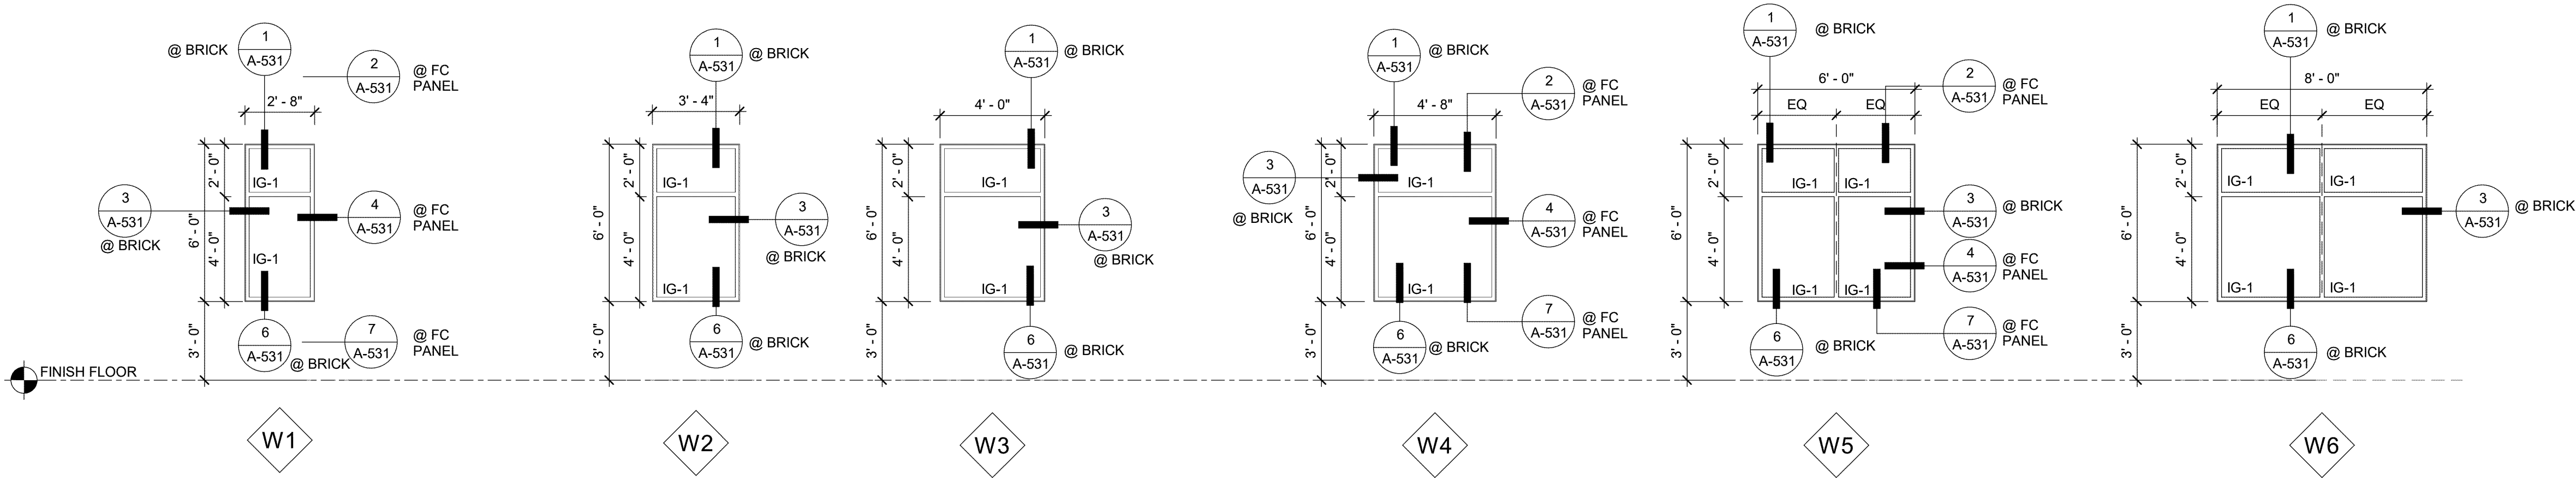 1
A-531
@ BRICK
2
A-531
@ FC
PANEL
2' - 8"
2' - 0"
4' - 0"
6' - 0"
3' - 0"
IG-1
IG-1
3
A-531
@ BRICK
4
A-531
@ FC
PANEL
6
A-531
@ BRICK
7
A-531
@ FC
PANEL
FINISH FLOOR
W1
1
A-531
@ BRICK
3' - 4"
2' - 0"
4' - 0"
6' - 0"
3' - 0"
IG-1
IG-1
3
A-531
@ BRICK
6
A-531
@ BRICK
W2
1
A-531
@ BRICK
4' - 0"
2' - 0"
4' - 0"
6' - 0"
3' - 0"
IG-1
IG-1
3
A-531
@ BRICK
6
A-531
@ BRICK
W3
1
A-531
@ BRICK
2
A-531
@ FC
PANEL
4' - 8"
3
A-531
@ BRICK
2' - 0"
4' - 0"
6' - 0"
3' - 0"
IG-1
IG-1
4
A-531
@ FC
PANEL
6
A-531
@ BRICK
7
A-531
@ FC
PANEL
W4
1
A-531
@ BRICK
6' - 0"
EQ
EQ
2
A-531
@ FC
PANEL
2' - 0"
4' - 0"
6' - 0"
3' - 0"
IG-1
IG-1
IG-1
IG-1
3
A-531
@ BRICK
4
A-531
@ FC
PANEL
6
A-531
@ BRICK
7
A-531
@ FC
PANEL
W5
1
A-531
@ BRICK
8' - 0"
EQ
EQ
2' - 0"
4' - 0"
6' - 0"
3' - 0"
IG-1
IG-1
IG-1
IG-1
3
A-531
@ BRICK
6
A-531
@ BRICK
W6